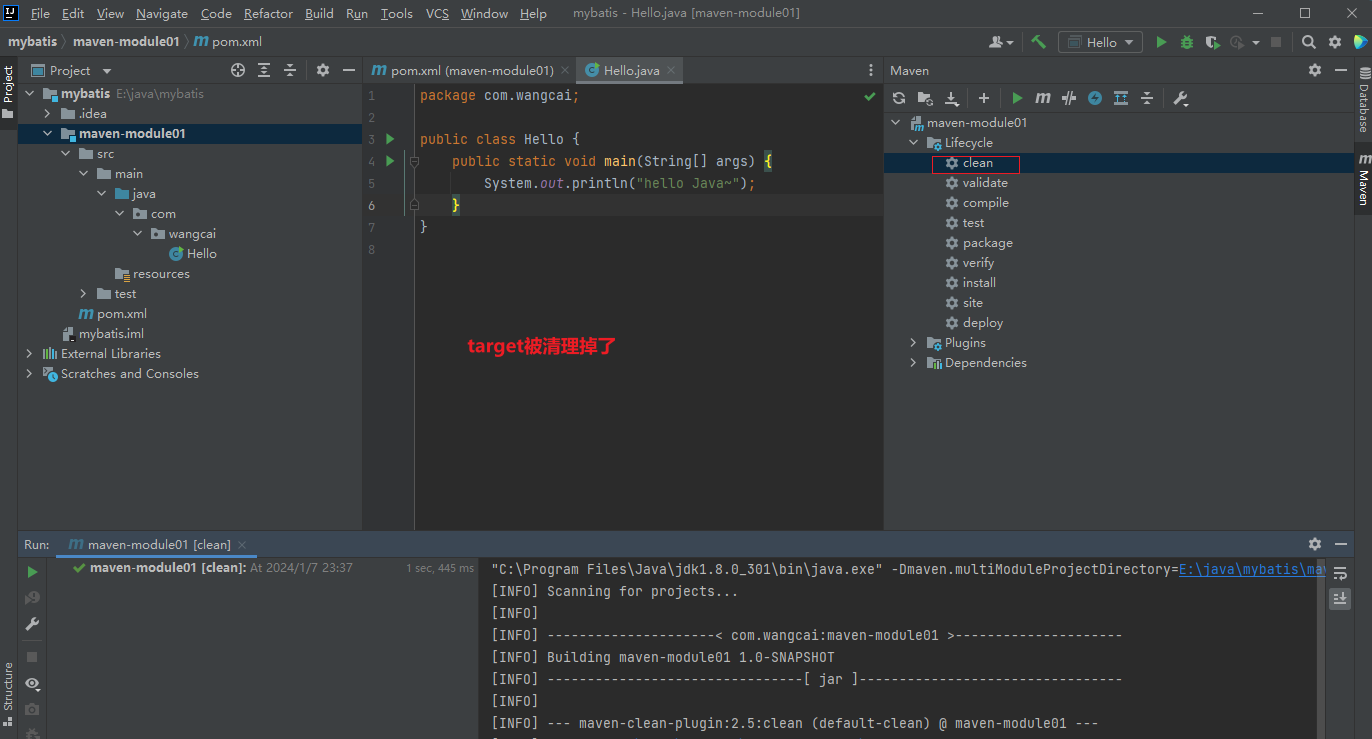 File Edit View Navigate Code Refactor Build Run Tools VCS Window Help mybatis - Hello.java [maven-module01]
mybatis maven-module01 pom.xml
Hello
Project
pom.xml (maven-module01)
Hello.java
Maven
Project
mybatis E:\java\mybatis
.idea
maven-module01
src
main
java
com
wangcai
Hello
resources
test
pom.xml
mybatis.iml
External Libraries
Scratches and Consoles
1 package com.wangcai;
2
3 public class Hello {
4 public static void main(String[] args) {
5 System.out.println("hello Java~");
6 }
7 }
8
target被清理掉了
maven-module01
Lifecycle
clean
validate
compile
test
package
verify
install
site
deploy
Plugins
Dependencies
Database
Maven
Structure
Run: maven-module01 [clean]
maven-module01 [clean]: At 2024/1/7 23:37 1 sec, 445 ms
"C:\Program Files\Java\jdk1.8.0_301\bin\java.exe" -Dmaven.multiModuleProjectDirectory=E:\java\mybatis\mav
[INFO] Scanning for projects...
[INFO]
[INFO] ---------------------< com.wangcai:maven-module01 >---------------------
[INFO] Building maven-module01 1.0-SNAPSHOT
[INFO] --------------------------------[ jar ]---------------------------------
[INFO]
[INFO] --- maven-clean-plugin:2.5:clean (default-clean) @ maven-module01 ---